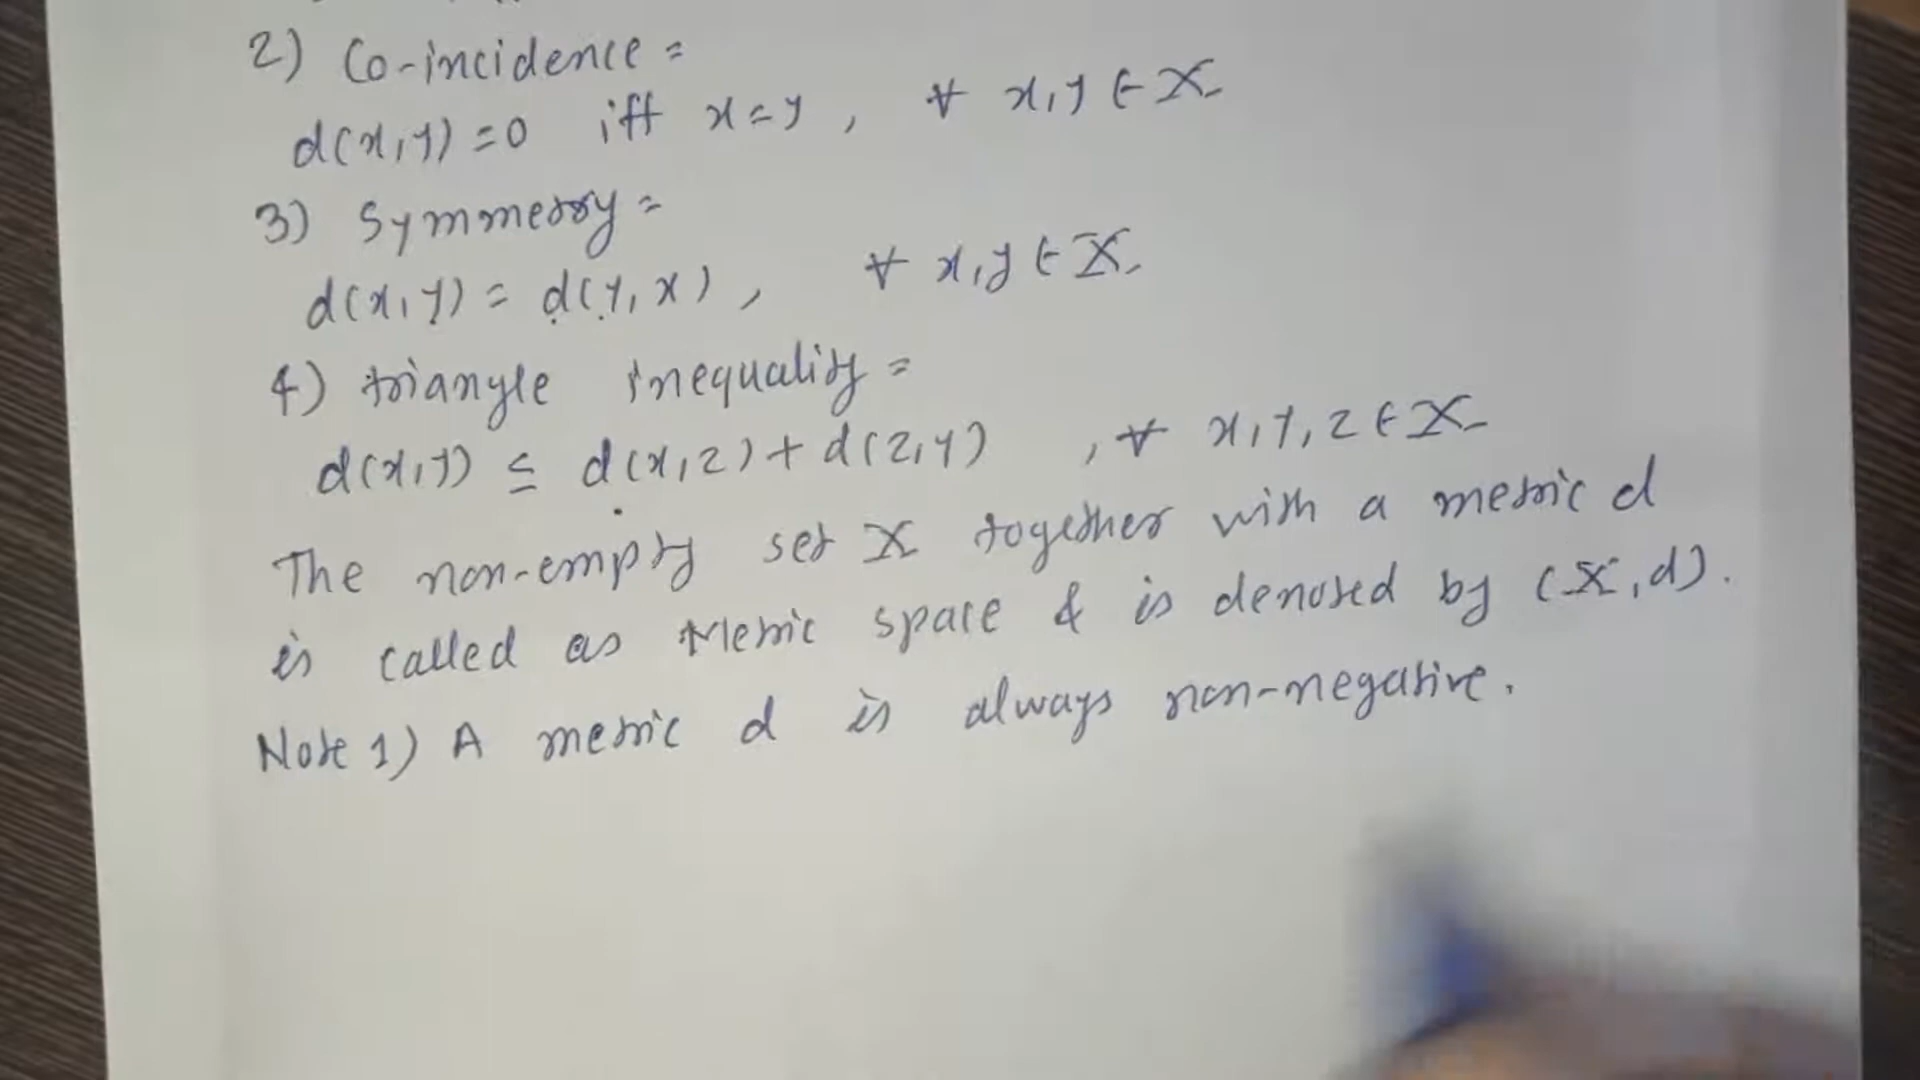 2) Co-incidence =
d(x,y) = 0 iff x = y , ∀ x,y ∈ X
3) Symmetry =
d(x,y) = d(y,x) , ∀ x,y ∈ X
4) triangle inequality =
d(x,y) ≤ d(x,z) + d(z,y) , ∀ x,y,z ∈ X
The non-empty set X together with a metric d
is called as Metric space & is denoted by (X,d).
Note 1) A metric d is always non-negative.